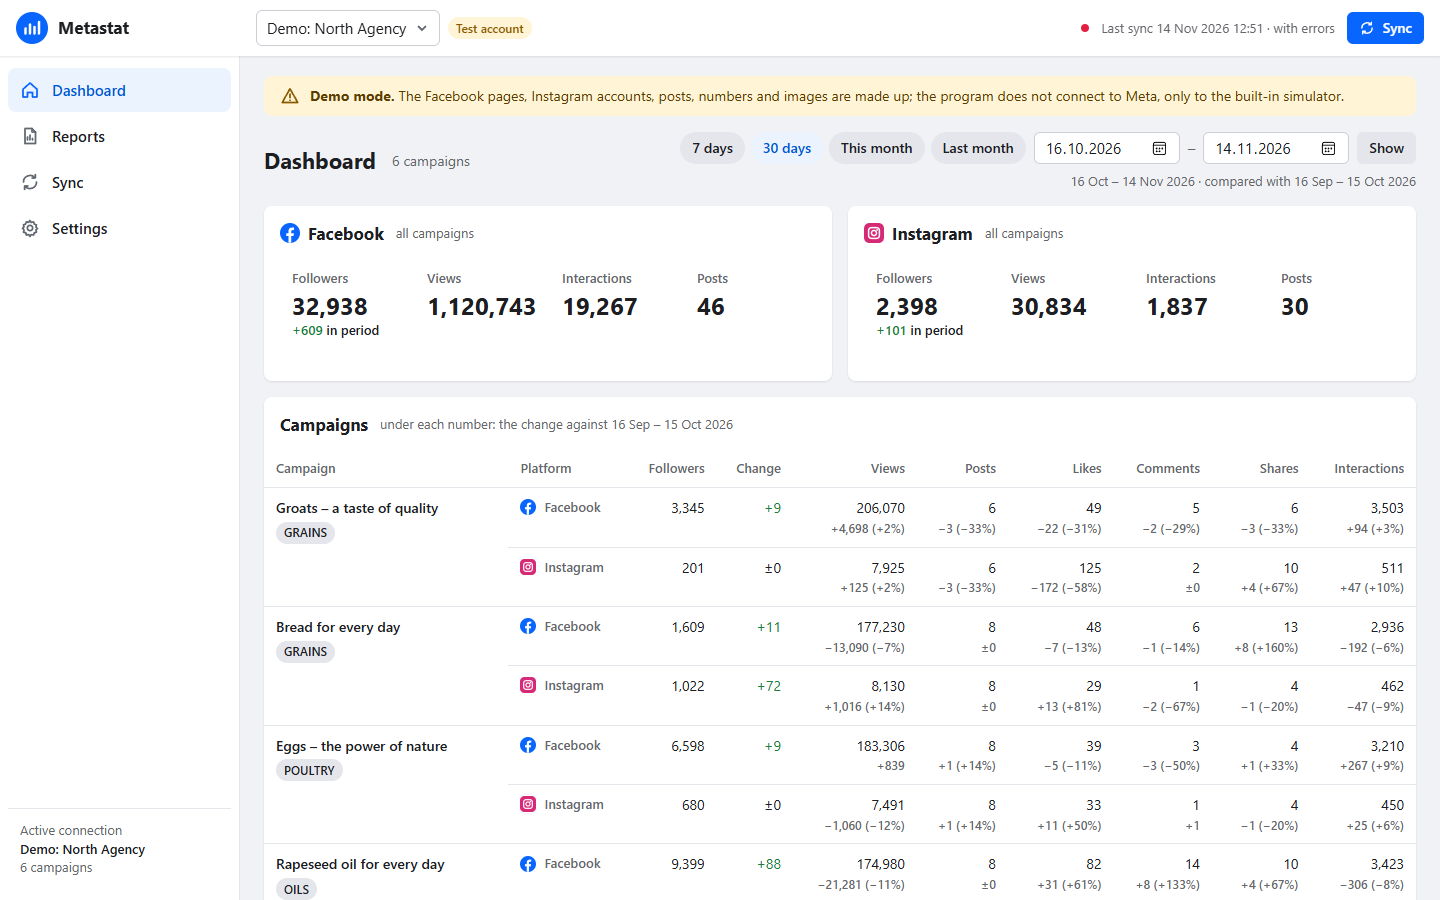 Metastat
Demo: North Agency
Test account
Last sync 14 Nov 2026 12:51 · with errors
Sync
Dashboard
Reports
Sync
Settings
Active connection
Demo: North Agency
6 campaigns
Demo mode. The Facebook pages, Instagram accounts, posts, numbers and images are made up; the program does not connect to Meta, only to the built-in simulator.
Dashboard 6 campaigns
7 days 30 days This month Last month 16.10.2026 – 14.11.2026 Show
16 Oct – 14 Nov 2026 · compared with 16 Sep – 15 Oct 2026
Facebook all campaigns
Followers Views Interactions Posts
32,938 1,120,743 19,267 46
+609 in period
Instagram all campaigns
Followers Views Interactions Posts
2,398 30,834 1,837 30
+101 in period
Campaigns under each number: the change against 16 Sep – 15 Oct 2026
Campaign Platform Followers Change Views Posts Likes Comments Shares Interactions
Groats – a taste of quality Facebook 3,345 +9 206,070 6 49 5 6 3,503
GRAINS +4,698 (+2%) −3 (−33%) −22 (−31%) −2 (−29%) −3 (−33%) +94 (+3%)
Instagram 201 ±0 7,925 6 125 2 10 511
+125 (+2%) −3 (−33%) −172 (−58%) ±0 +4 (+67%) +47 (+10%)
Bread for every day Facebook 1,609 +11 177,230 8 48 6 13 2,936
GRAINS −13,090 (−7%) ±0 −7 (−13%) −1 (−14%) +8 (+160%) −192 (−6%)
Instagram 1,022 +72 8,130 8 29 1 4 462
+1,016 (+14%) ±0 +13 (+81%) −2 (−67%) −1 (−20%) −47 (−9%)
Eggs – the power of nature Facebook 6,598 +9 183,306 8 39 3 4 3,210
POULTRY +839 +1 (+14%) −5 (−11%) −3 (−50%) +1 (+33%) +267 (+9%)
Instagram 680 ±0 7,491 8 33 1 4 450
−1,060 (−12%) +1 (+14%) +11 (+50%) +1 −1 (−20%) +25 (+6%)
Rapeseed oil for every day Facebook 9,399 +88 174,980 8 82 14 10 3,423
OILS −21,281 (−11%) ±0 +31 (+61%) +8 (+133%) +4 (+67%) −306 (−8%)